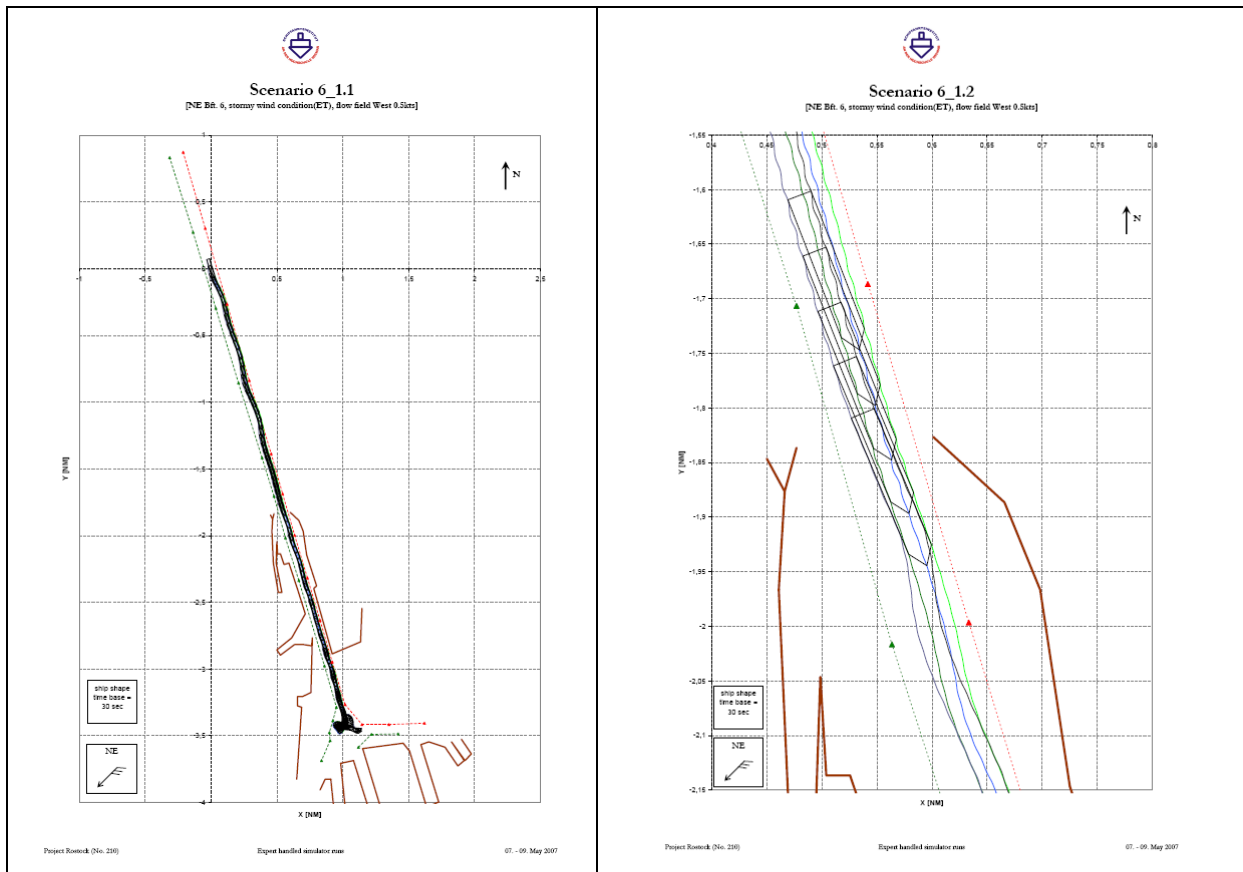 Scenario 6_1.1
[NE Bft. 6, stormy wind condition(ET), flow field West 0.5kts]
1
N
0,5
0
-1
-0,5
0,5
1
1,5
2
2,5
-0,5
-1
-1,5
-2
-2,5
-3
-3,5
-4
Y [NM]
X [NM]
ship shape
time base =
30 sec
NE
Project Rostock (No. 210)
Expert handled simulator runs
07. - 09. May 2007
Scenario 6_1.2
[NE Bft. 6, stormy wind condition(ET), flow field West 0.5kts]
-1,55
0,4
0,45
0,5
0,55
0,6
0,65
0,7
0,75
0,8
-1,6
N
-1,65
-1,7
-1,75
-1,8
-1,85
-1,9
-1,95
-2
-2,05
-2,1
-2,15
Y [NM]
X [NM]
ship shape
time base =
30 sec
NE
Project Rostock (No. 210)
Expert handled simulator runs
07. - 09. May 2007